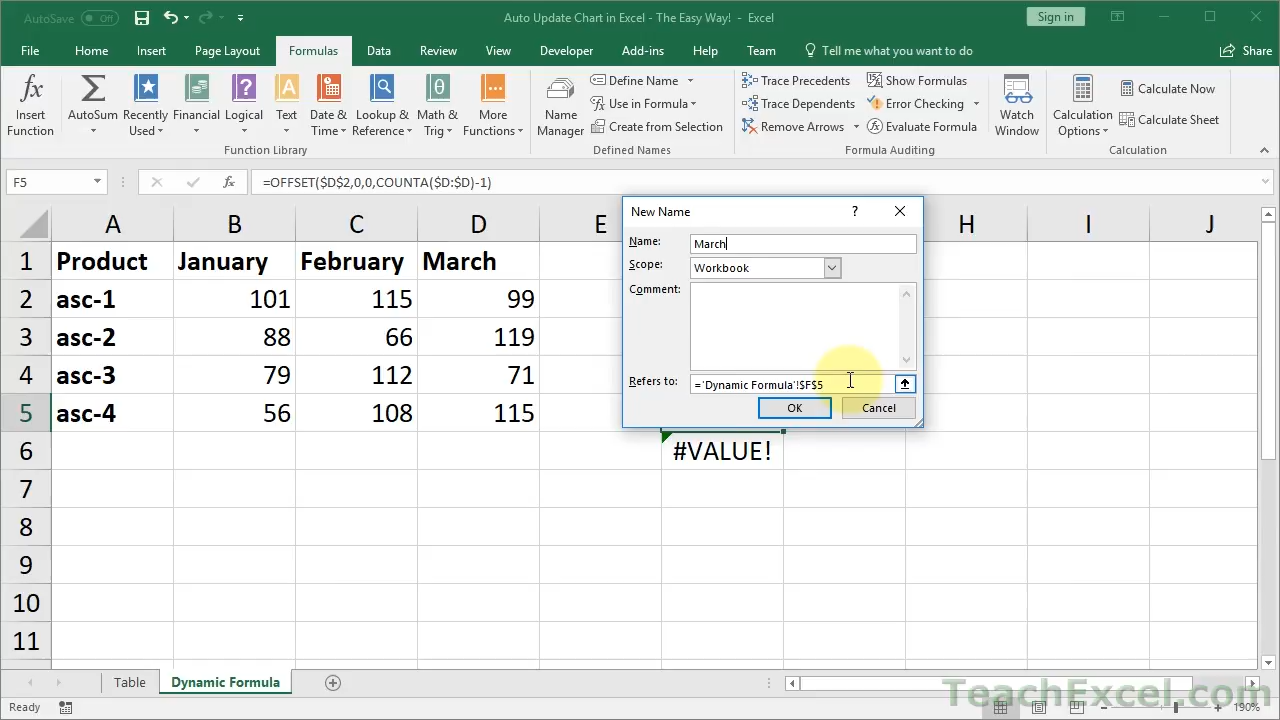 AutoSave Off Auto Update Chart in Excel - The Easy Way! - Excel Sign in
File Home Insert Page Layout Formulas Data Review View Developer Add-ins Help Team Tell me what you want to do Share
Insert Function
AutoSum
Recently Used
Financial
Logical
Text
Date & Time
Lookup & Reference
Math & Trig
More Functions
Function Library
Name Manager
Define Name
Use in Formula
Create from Selection
Defined Names
Trace Precedents
Trace Dependents
Remove Arrows
Show Formulas
Error Checking
Evaluate Formula
Formula Auditing
Watch Window
Calculation Options
Calculate Now
Calculate Sheet
Calculation
F5 fx =OFFSET($D$2,0,0,COUNTA($D:$D)-1)
A B C D E H I J
1 Product January February March
2 asc-1 101 115 99
3 asc-2 88 66 119
4 asc-3 79 112 71
5 asc-4 56 108 115
6 #VALUE!
7
8
9
10
11
New Name ?
Name: March
Scope: Workbook
Comment:
Refers to: ='Dynamic Formula'!$F$5
OK Cancel
Table Dynamic Formula
Ready 190%
TeachExcel.com